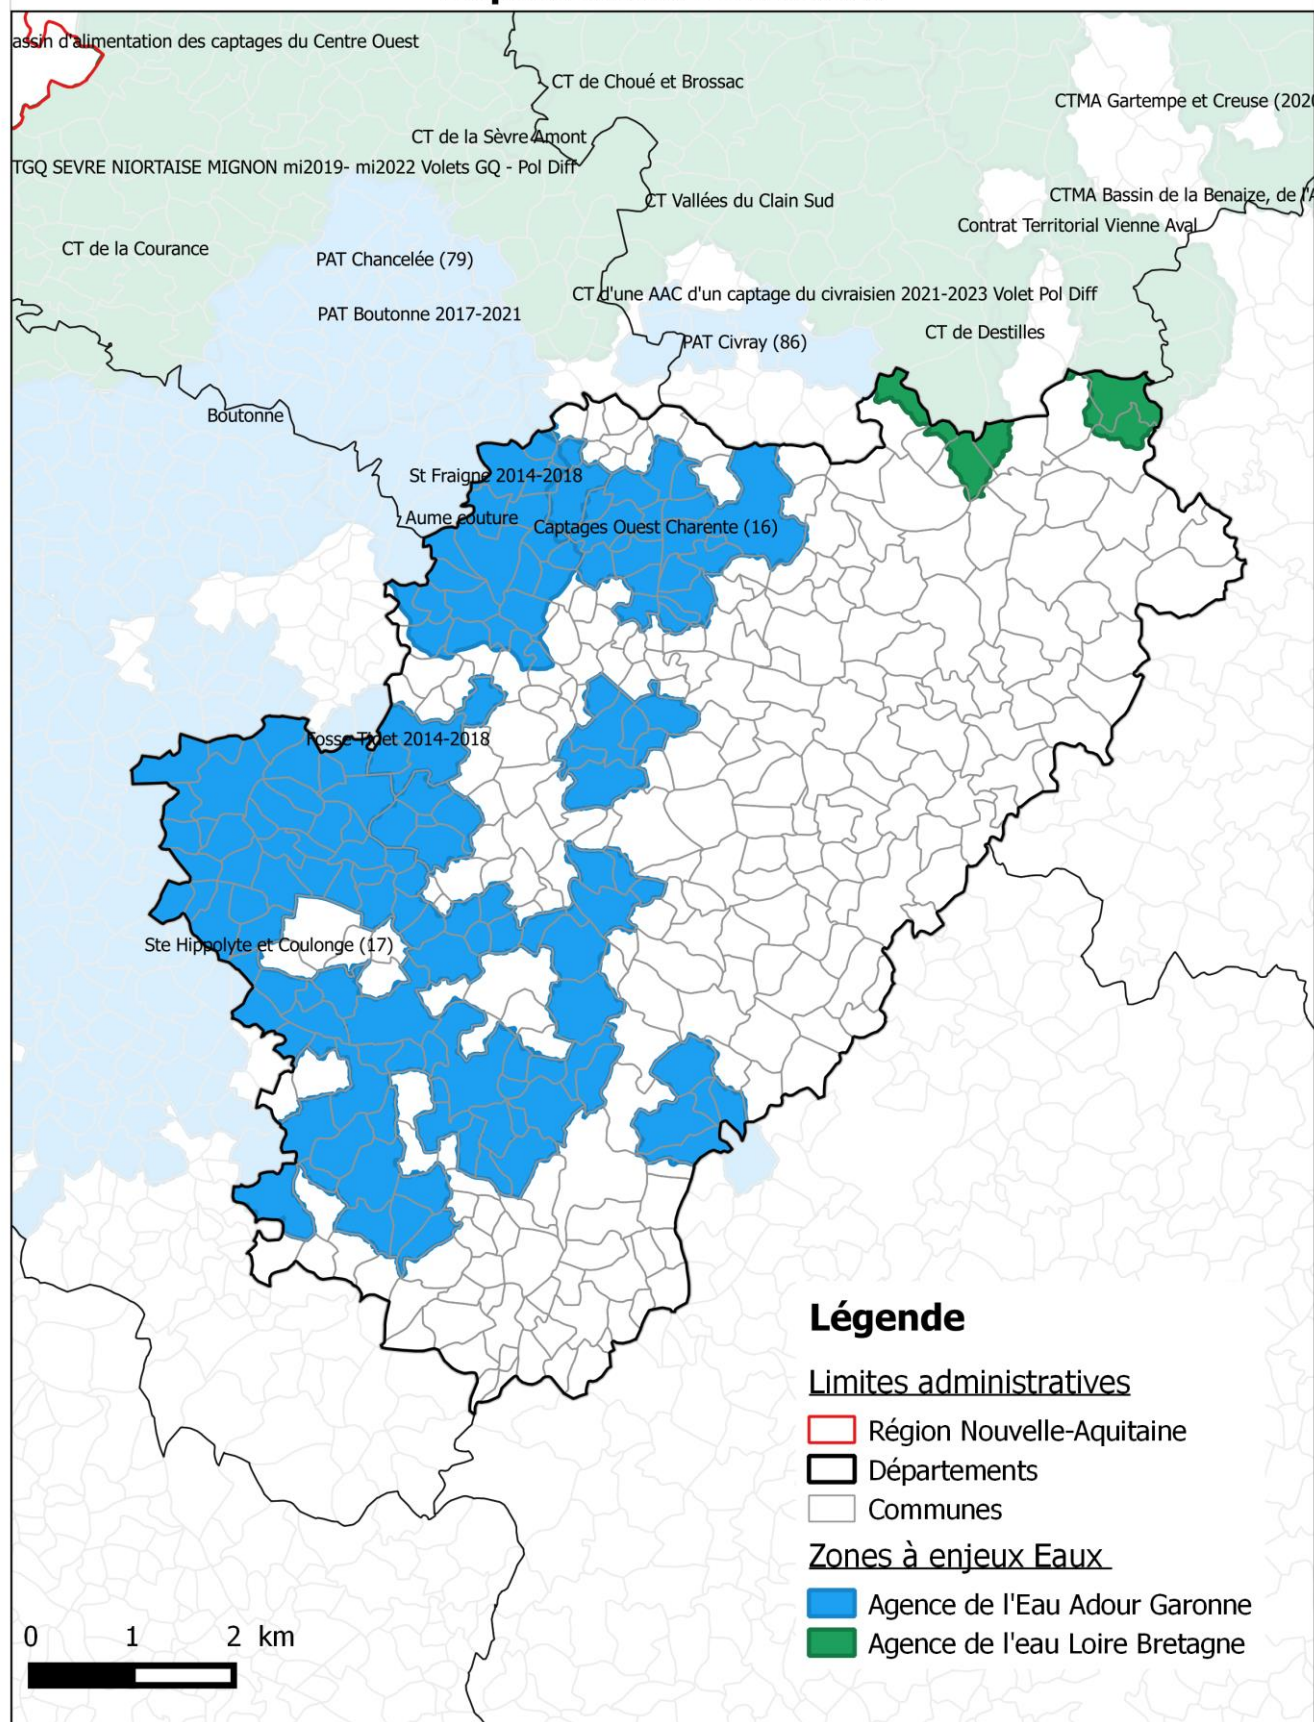 assin d'alimentation des captages du Centre Ouest
CT de Choué et Brossac
CTMA Gartempe et Creuse (202
CT de la Sèvre Amont
TGQ SEVRE NIORTAISE MIGNON mi2019- mi2022 Volets GQ - Pol Diff
CTMA Bassin de la Benaize, de l'A
CT Vallées du Clain Sud
Contrat Territorial Vienne Aval
CT de la Courance
PAT Chancelée (79)
CT d'une AAC d'un captage du civraisien 2021-2023 Volet Pol Diff
PAT Boutonne 2017-2021
CT de Destilles
PAT Civray (86)
Boutonne
St Fraigne 2014-2018
Aume couture
Captages Ouest Charente (16)
Fosse Tidet 2014-2018
Ste Hippolyte et Coulonge (17)
Légende
Limites administratives
Région Nouvelle-Aquitaine
Départements
Communes
Zones à enjeux Eaux
Agence de l'Eau Adour Garonne
Agence de l'eau Loire Bretagne
0 1 2 km